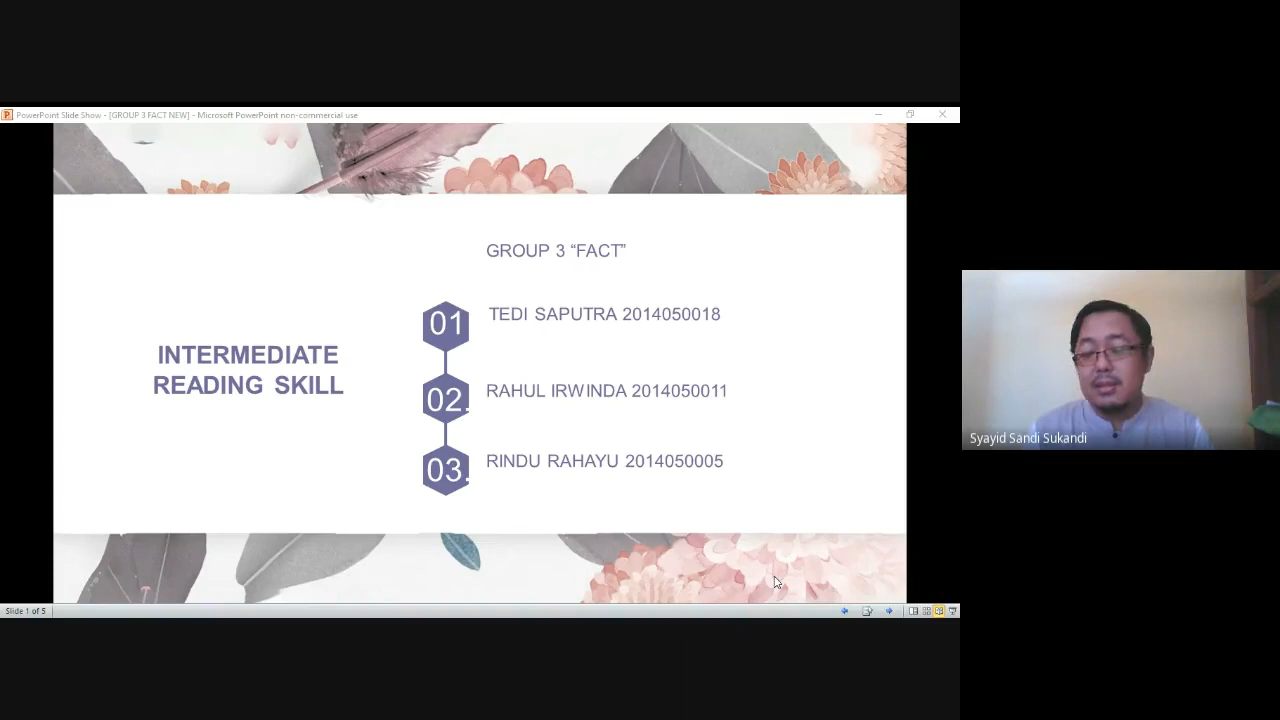 PowerPoint Slide Show - [GROUP 3 FACT NEW] - Microsoft PowerPoint non-commercial use
GROUP 3 “FACT”
INTERMEDIATE
READING SKILL
01
TEDI SAPUTRA 2014050018
02.
RAHUL IRWINDA 2014050011
03.
RINDU RAHAYU 2014050005
Syayid Sandi Sukandi
Slide 1 of 5